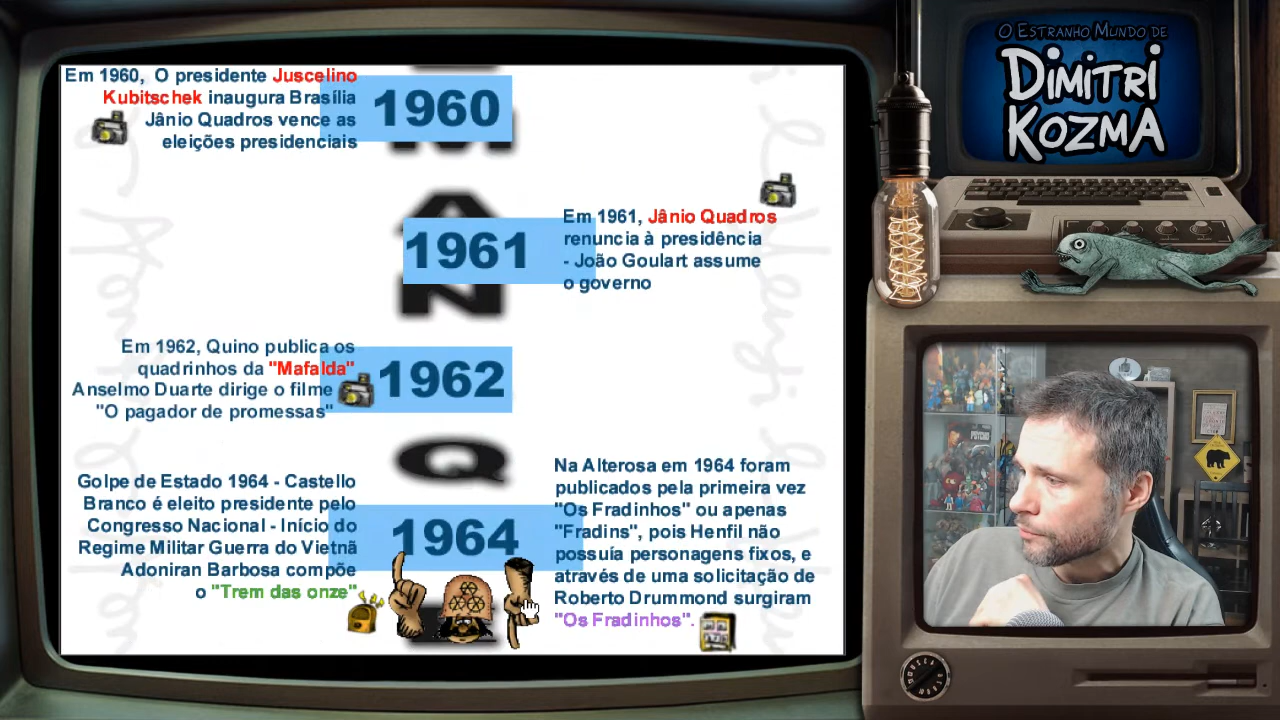 Em 1960, O presidente Juscelino
Kubitschek inaugura Brasília
Jânio Quadros vence as
eleições presidenciais
1960
1961
Em 1961, Jânio Quadros
renuncia à presidência
- João Goulart assume
o governo
Em 1962, Quino publica os
quadrinhos da "Mafalda"
Anselmo Duarte dirige o filme
"O pagador de promessas"
1962
Q
Golpe de Estado 1964 - Castello
Branco é eleito presidente pelo
Congresso Nacional - Início do
Regime Militar Guerra do Vietnã
Adoniran Barbosa compõe
o "Trem das onze"
1964
Na Alterosa em 1964 foram
publicados pela primeira vez
"Os Fradinhos" ou apenas
"Fradins", pois Henfil não
possuía personagens fixos, e
através de uma solicitação de
Roberto Drummond surgiram
"Os Fradinhos".
O Estranho Mundo de
Dimitri
Kozma
PSYCHO